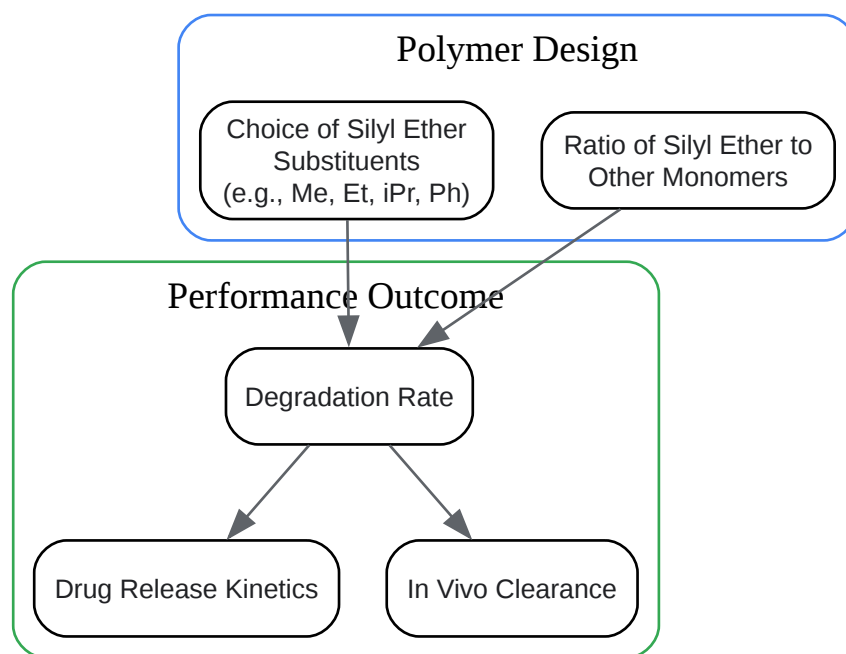 Polymer Design
Choice of Silyl Ether
Substituents
(e.g., Me, Et, iPr, Ph)
Ratio of Silyl Ether to
Other Monomers
Performance Outcome
Degradation Rate
Drug Release Kinetics
In Vivo Clearance